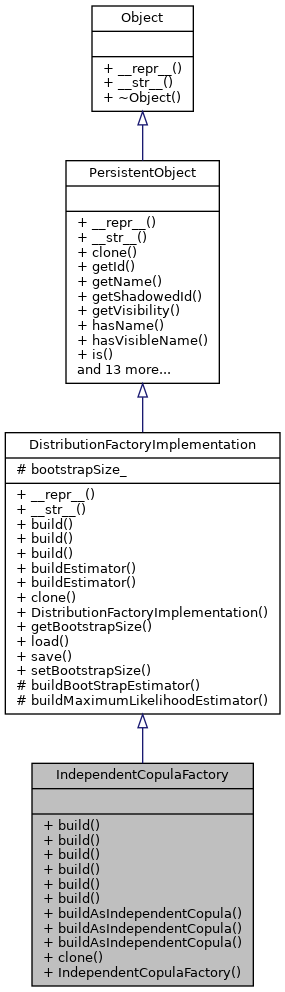 Object
+ __repr__()
+ __str__()
+ ~Object()
PersistentObject
+ __repr__()
+ __str__()
+ clone()
+ getId()
+ getName()
+ getShadowedId()
+ getVisibility()
+ hasName()
+ hasVisibleName()
+ is()
and 13 more...
DistributionFactoryImplementation
# bootstrapSize_
+ __repr__()
+ __str__()
+ build()
+ build()
+ build()
+ buildEstimator()
+ buildEstimator()
+ clone()
+ DistributionFactoryImplementation()
+ getBootstrapSize()
+ load()
+ save()
+ setBootstrapSize()
# buildBootStrapEstimator()
# buildMaximumLikelihoodEstimator()
IndependentCopulaFactory
+ build()
+ build()
+ build()
+ build()
+ build()
+ build()
+ buildAsIndependentCopula()
+ buildAsIndependentCopula()
+ buildAsIndependentCopula()
+ clone()
+ IndependentCopulaFactory()